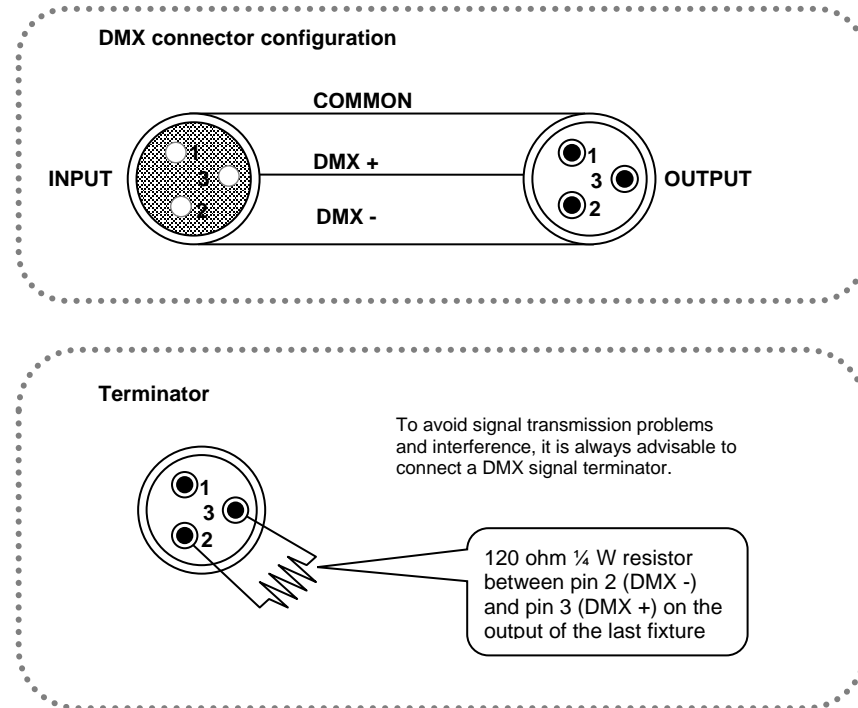 DMX connector configuration
COMMON
INPUT
1
3
2
DMX +
DMX -
1
3
2
OUTPUT
Terminator
To avoid signal transmission problems
and interference, it is always advisable to
connect a DMX signal terminator.
1
3
2
120 ohm ¼ W resistor
between pin 2 (DMX -)
and pin 3 (DMX +) on the
output of the last fixture